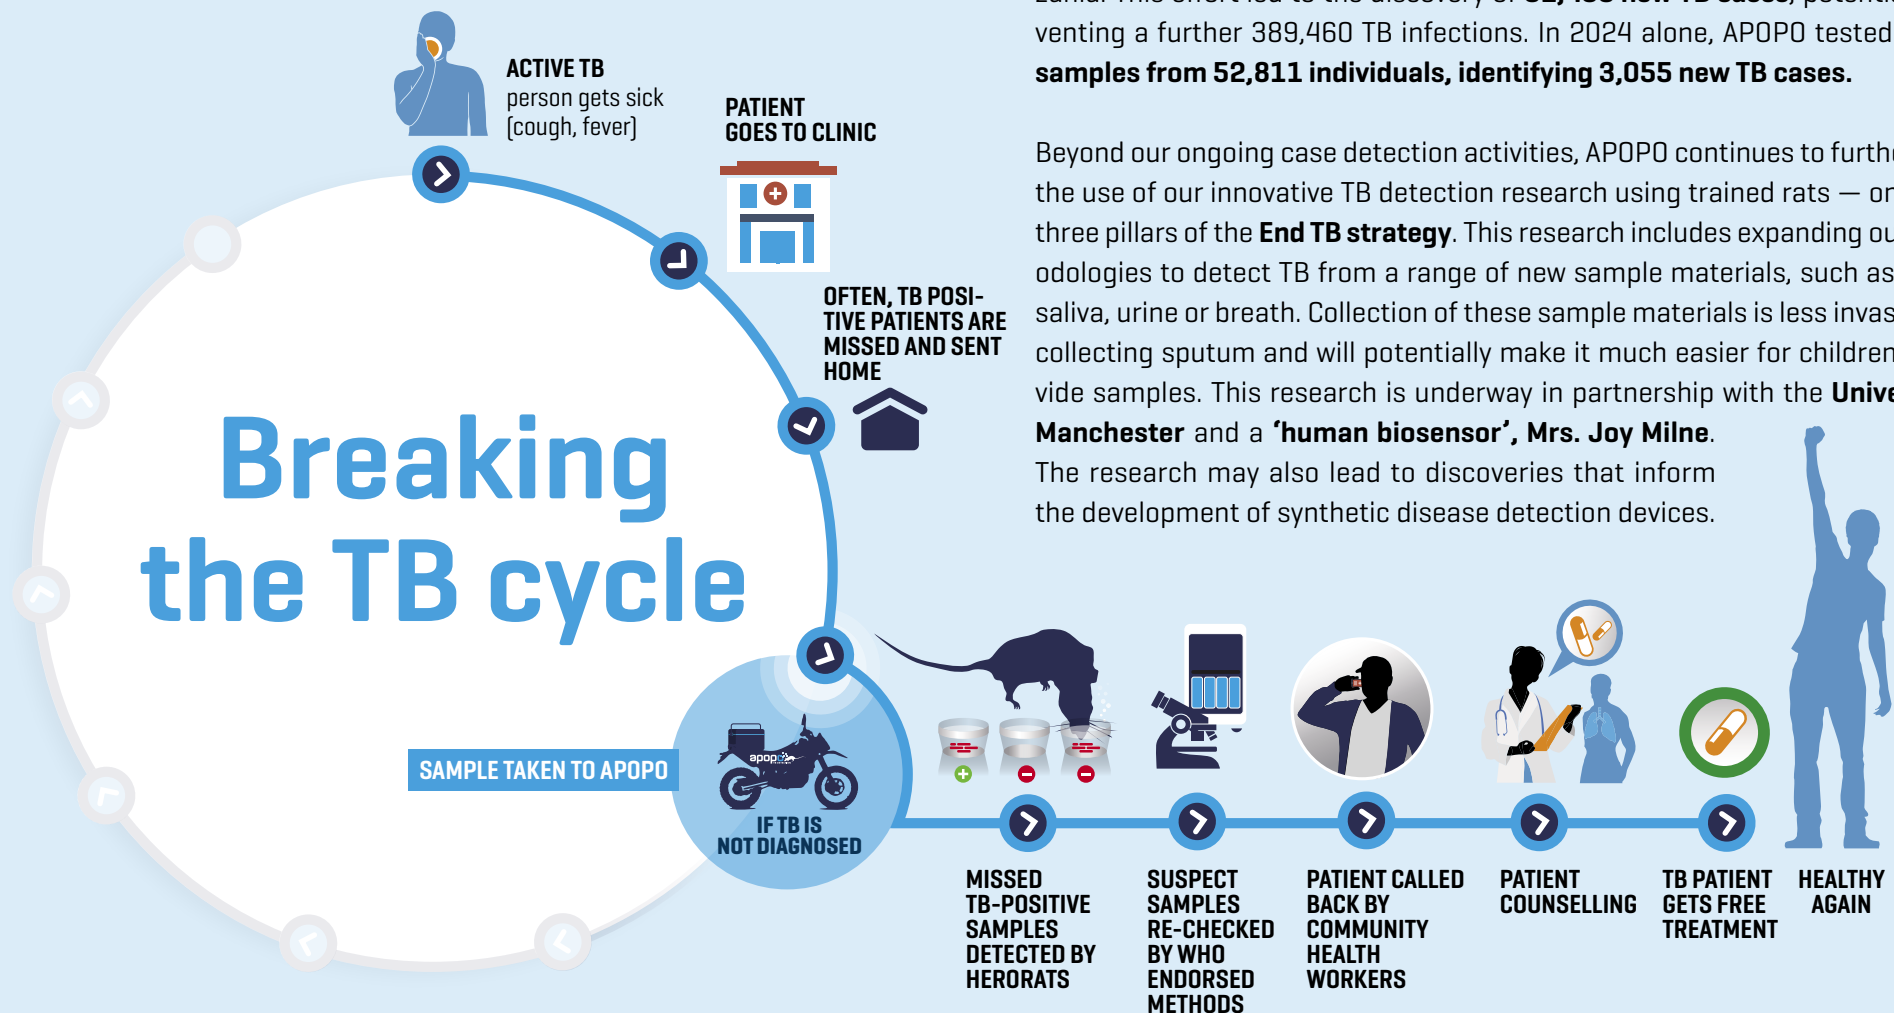 ACTIVE TB
person gets sick
(cough, fever)
PATIENT
GOES TO CLINIC
OFTEN, TB POSI-
TIVE PATIENTS ARE
MISSED AND SENT
HOME
Breaking
the TB cycle
SAMPLE TAKEN TO APOPO
apopo
IF TB IS
NOT DIAGNOSED
MISSED
TB-POSITIVE
SAMPLES
DETECTED BY
HERORATS
SUSPECT
SAMPLES
RE-CHECKED
BY WHO
ENDORSED
METHODS
PATIENT CALLED
BACK BY
COMMUNITY
HEALTH
WORKERS
PATIENT
COUNSELLING
TB PATIENT
GETS FREE
TREATMENT
HEALTHY
AGAIN
venting a further 389,460 TB infections. In 2024 alone, APOPO tested
samples from 52,811 individuals, identifying 3,055 new TB cases.
Beyond our ongoing case detection activities, APOPO continues to furthe
the use of our innovative TB detection research using trained rats — on
three pillars of the End TB strategy. This research includes expanding ou
odologies to detect TB from a range of new sample materials, such as
saliva, urine or breath. Collection of these sample materials is less invas
collecting sputum and will potentially make it much easier for children
vide samples. This research is underway in partnership with the Unive
Manchester and a ‘human biosensor’, Mrs. Joy Milne.
The research may also lead to discoveries that inform
the development of synthetic disease detection devices.